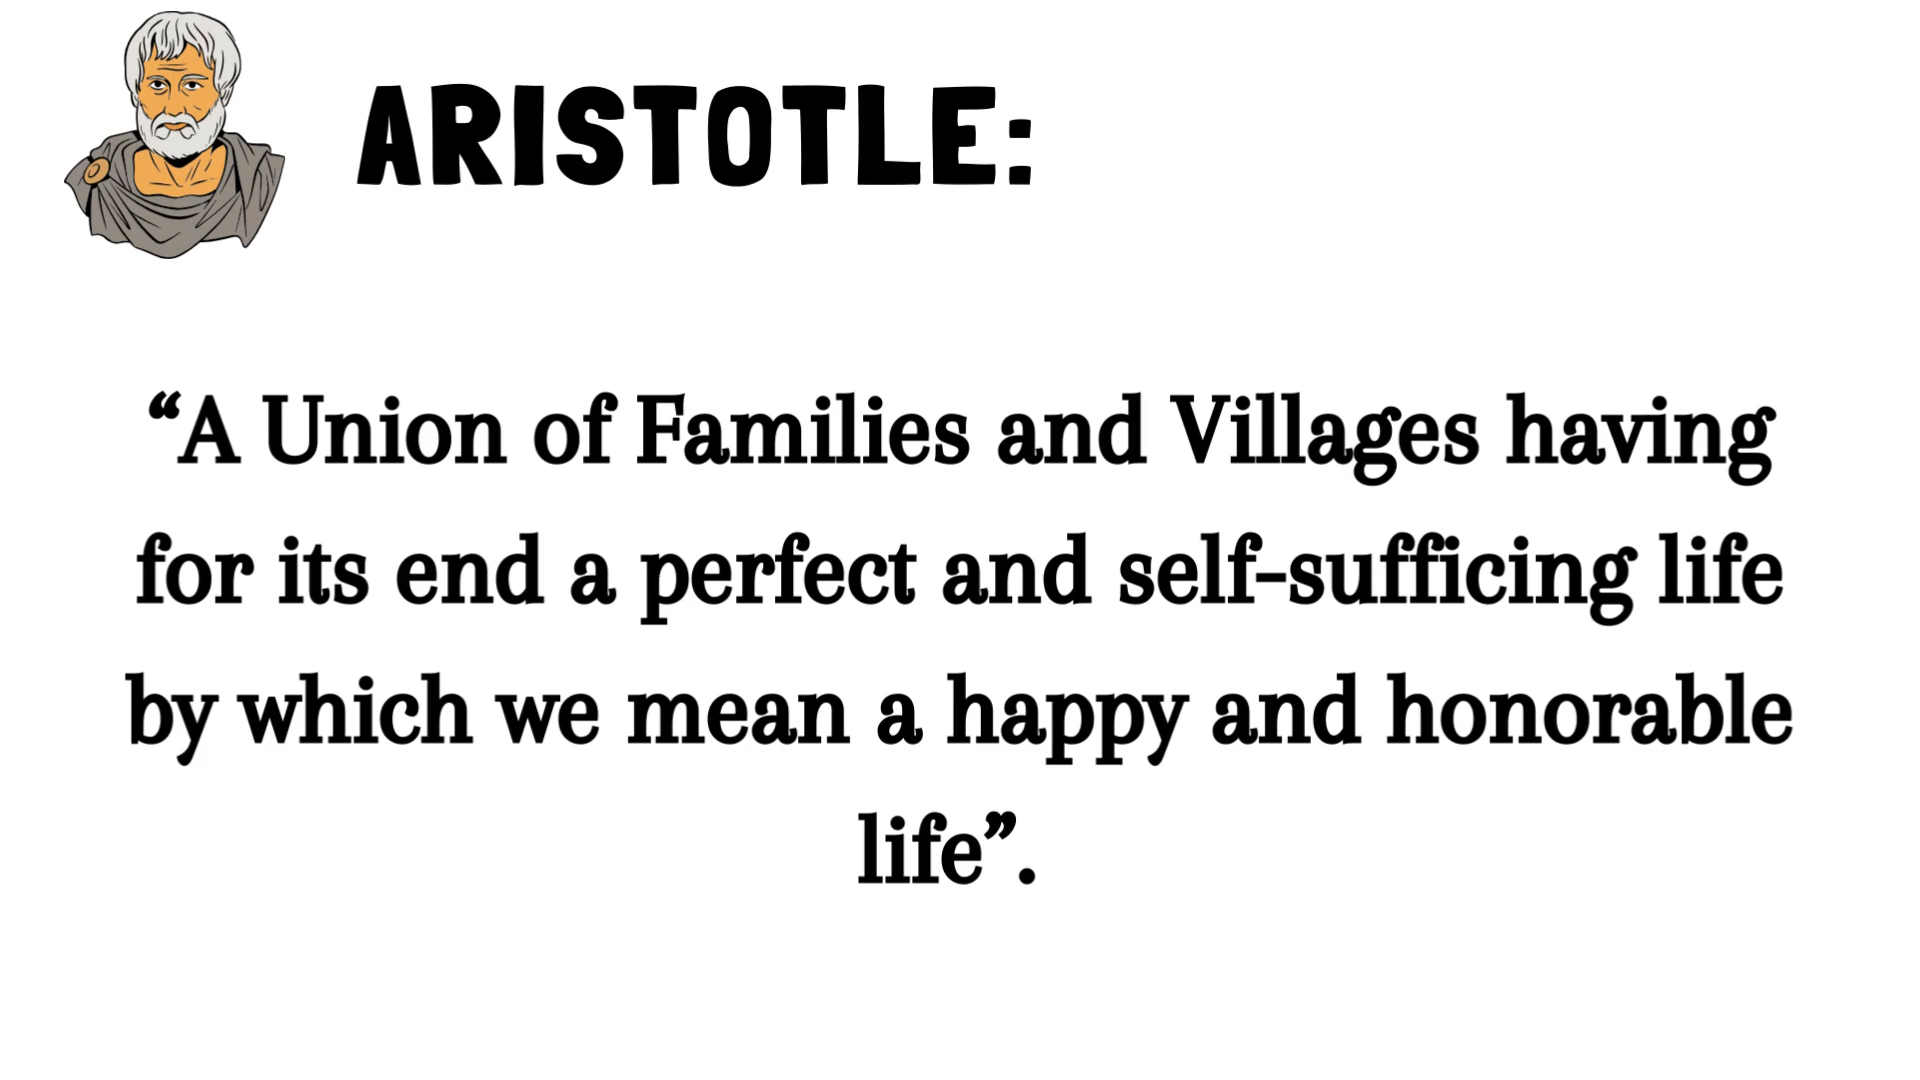 ARISTOTLE:
“A Union of Families and Villages having
for its end a perfect and self-sufficing life
by which we mean a happy and honorable
life”.